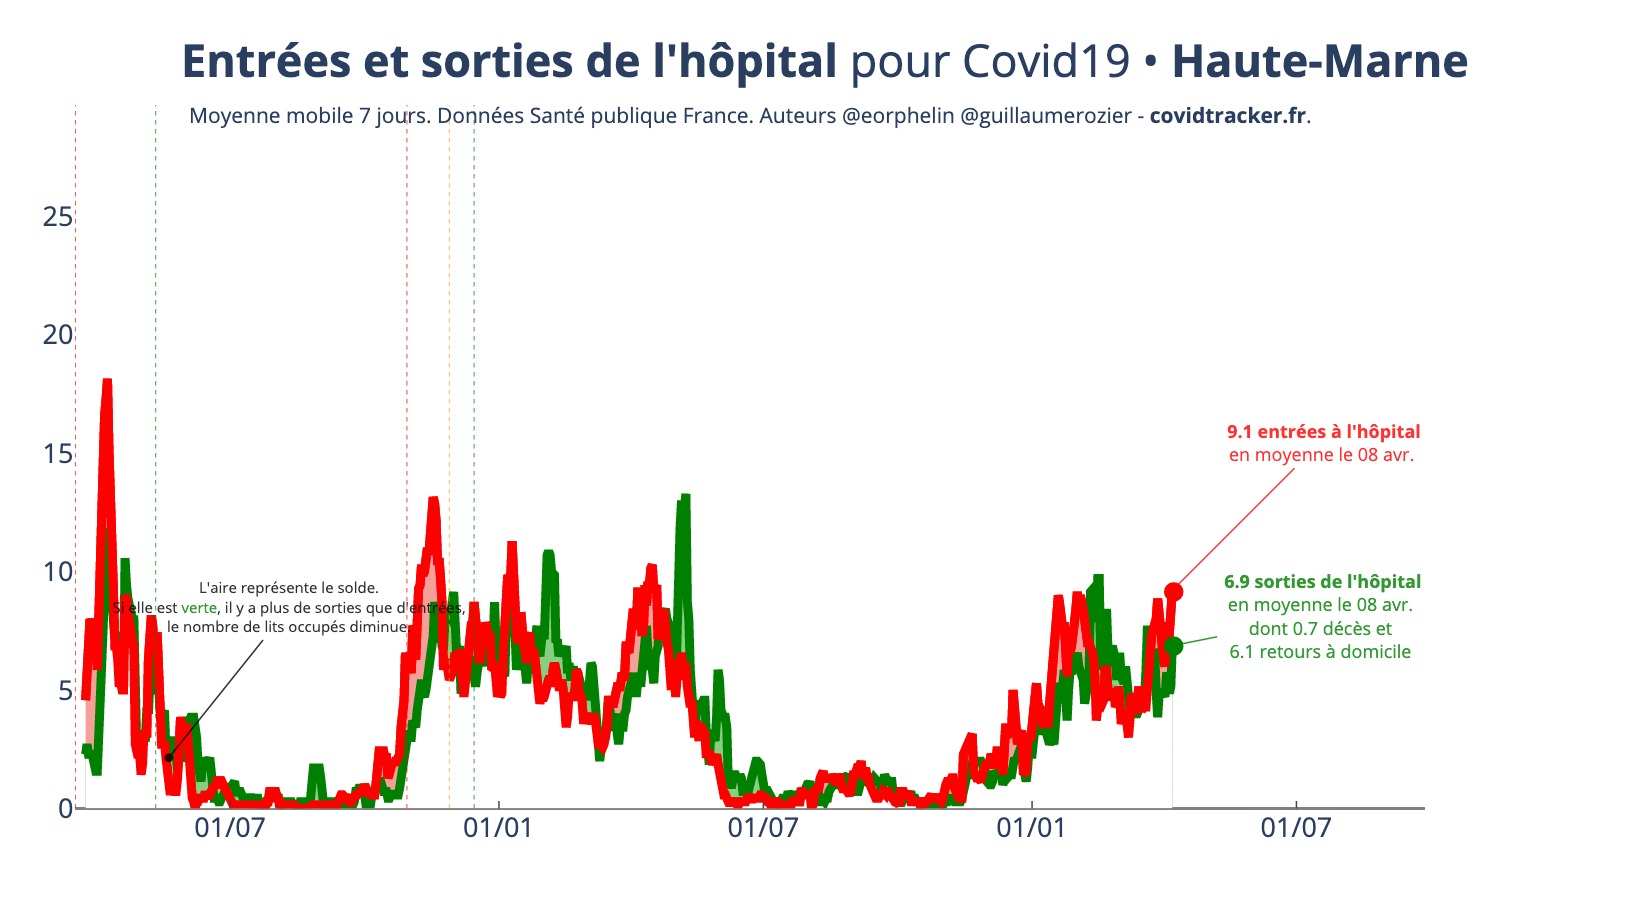 Entrées et sorties de l'hôpital pour Covid19 • Haute-Marne
Moyenne mobile 7 jours. Données Santé publique France. Auteurs @eorphelin @guillaumerozier - covidtracker.fr.
25
20
15
10
5
0
L'aire représente le solde.
Si elle est verte, il y a plus de sorties que d'entrées,
le nombre de lits occupés diminue
9.1 entrées à l'hôpital
en moyenne le 08 avr.
6.9 sorties de l'hôpital
en moyenne le 08 avr.
dont 0.7 décès et
6.1 retours à domicile
01/07
01/01
01/07
01/01
01/07